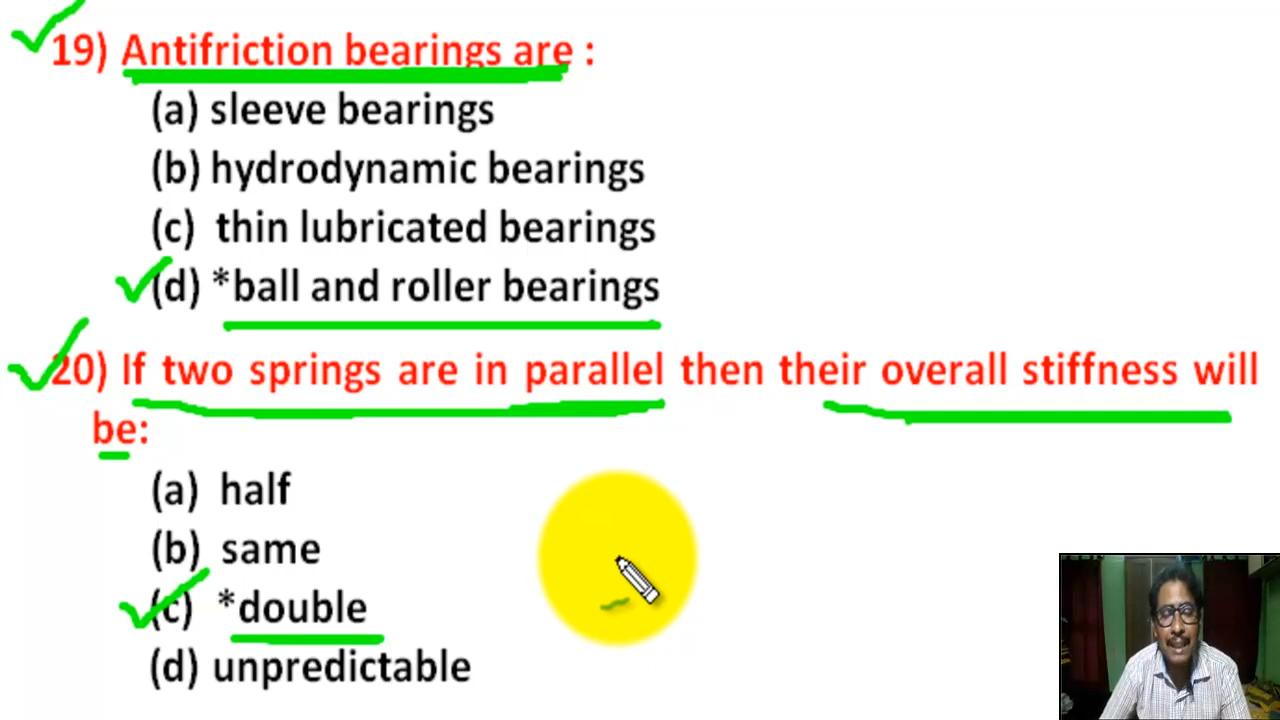 19) Antifriction bearings are :
(a) sleeve bearings
(b) hydrodynamic bearings
(c) thin lubricated bearings
(d) *ball and roller bearings
20) If two springs are in parallel then their overall stiffness will
be:
(a) half
(b) same
(c) *double
(d) unpredictable